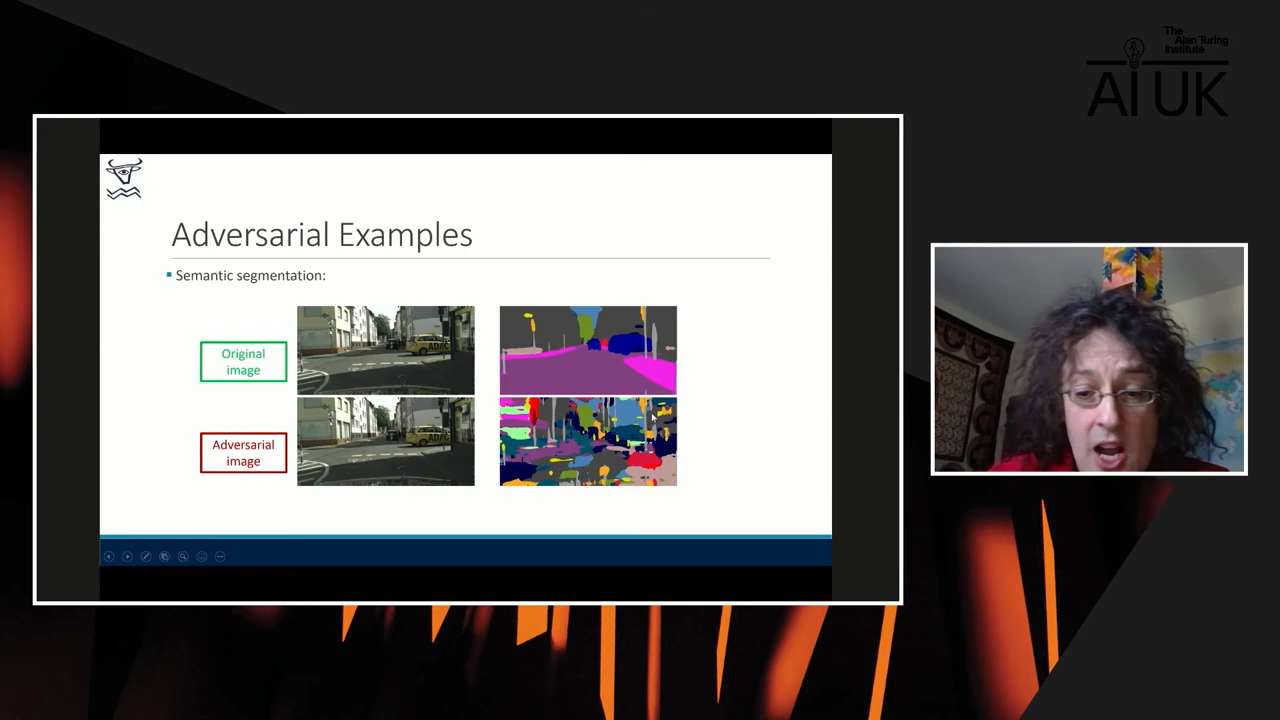 The
Alan Turing
Institute
AI UK
Adversarial Examples
Semantic segmentation:
Original
image
Adversarial
image